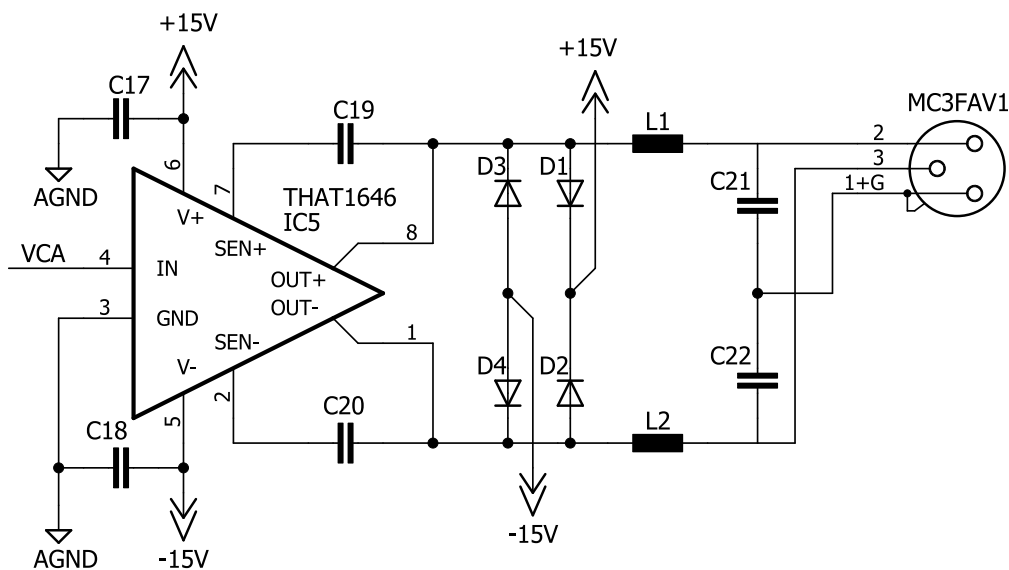 +15V
+15V
C17
C19
L1
MC3FAV1
2
6
7
D3
D1
3
AGND
THAT1646
C21
1+G
V+
IC5
8
SEN+
VCA
4
IN
OUT+
3
GND
OUT-
1
SEN-
C22
V-
D4
D2
2
5
C20
L2
C18
-15V
AGND
-15V